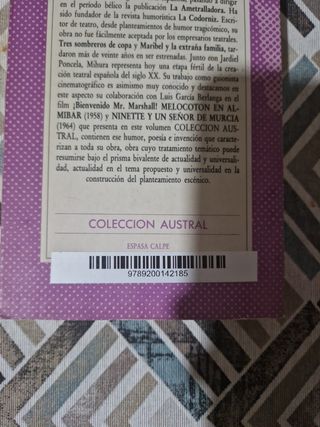 en el período bélico la publicación La Ametralladora. Ha
sido fundador de la revista humorística La Codorniz. Escri-
tor de teatro, desde planteamientos de humor tragicómico, su
obra no fue fácilmente aceptada por los empresarios teatrales.
Tres sombreros de copa y Maribel y la extraña familia, tar-
daron más de veinte años en ser estrenadas. Junto con Jardiel
Poncela, Mihura representa hoy una etapa fértil de la crea-
ción teatral española del siglo XX. Su trabajo como guionista
cinematográfico es asimismo muy conocido y destacamos en
este aspecto su colaboración con Luis García Berlanga en el
film ¡Bienvenido Mr. Marshall! MELOCOTON EN AL-
MIBAR (1958) y NINETTE Y UN SEÑOR DE MURCIA
(1964) que presenta en este volumen COLECCION AUS-
TRAL, contienen ese humor, poesía e invención que caracte-
rizan a toda su obra, obra cuyo tratamiento temático puede
resumirse bajo el prisma bivalente de actualidad y universali-
dad, actualidad en el tema propuesto y universalidad en la
construcción del planteamiento escénico.
COLECCION AUSTRAL
ESPASA CALPE
9789200142185